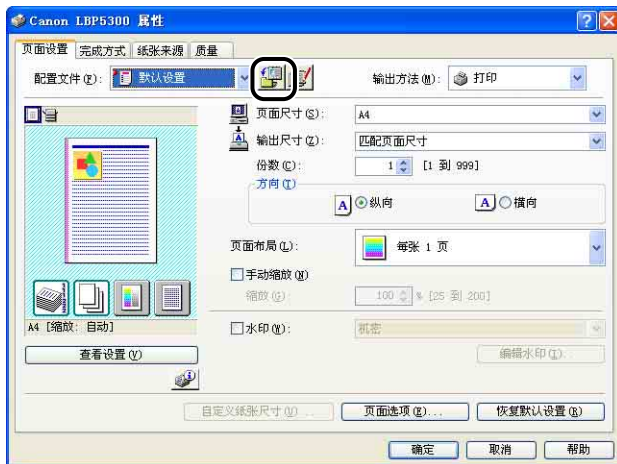 Canon LBP5300 属性
页面设置 完成方式 纸张来源 质量
配置文件(F): 默认设置 输出方法(M): 打印
页面尺寸(S): A4
输出尺寸(Z): 匹配页面尺寸
份数(C): 1 [1 到 999]
方向(T)
A 纵向 A 横向
页面布局(L): 每张 1 页
手动缩放(N)
缩放(G): 100 % [25 到 200]
A4 [缩放: 自动]
水印(W): 机密
查看设置(V) 编辑水印(I)...
自定义纸张尺寸(U)... 页面选项(E)... 恢复默认设置(R)
确定 取消 帮助